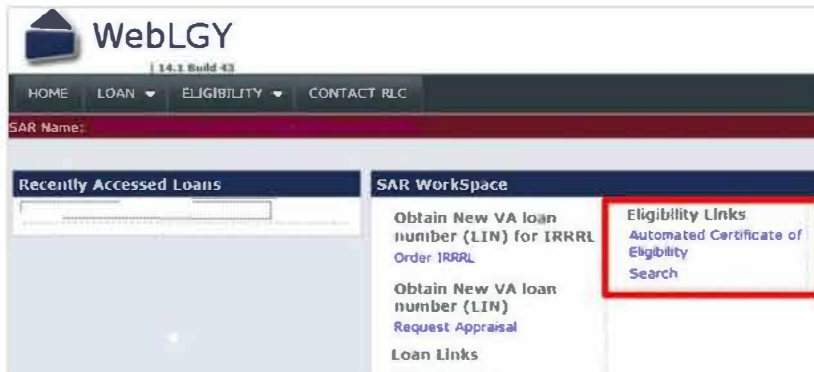 WebLGY
| 14.1 Build 43
HOME LOAN ELIGIBILITY CONTACT RLC
SAR Name:
Recently Accessed Loans
SAR WorkSpace
Obtain New VA loan
number (LIN) for IRRRL
Order IRRRL
Obtain New VA loan
number (LIN)
Request Appraisal
Loan Links
Eligibility Links
Automated Certificate of
Eligibility
Search